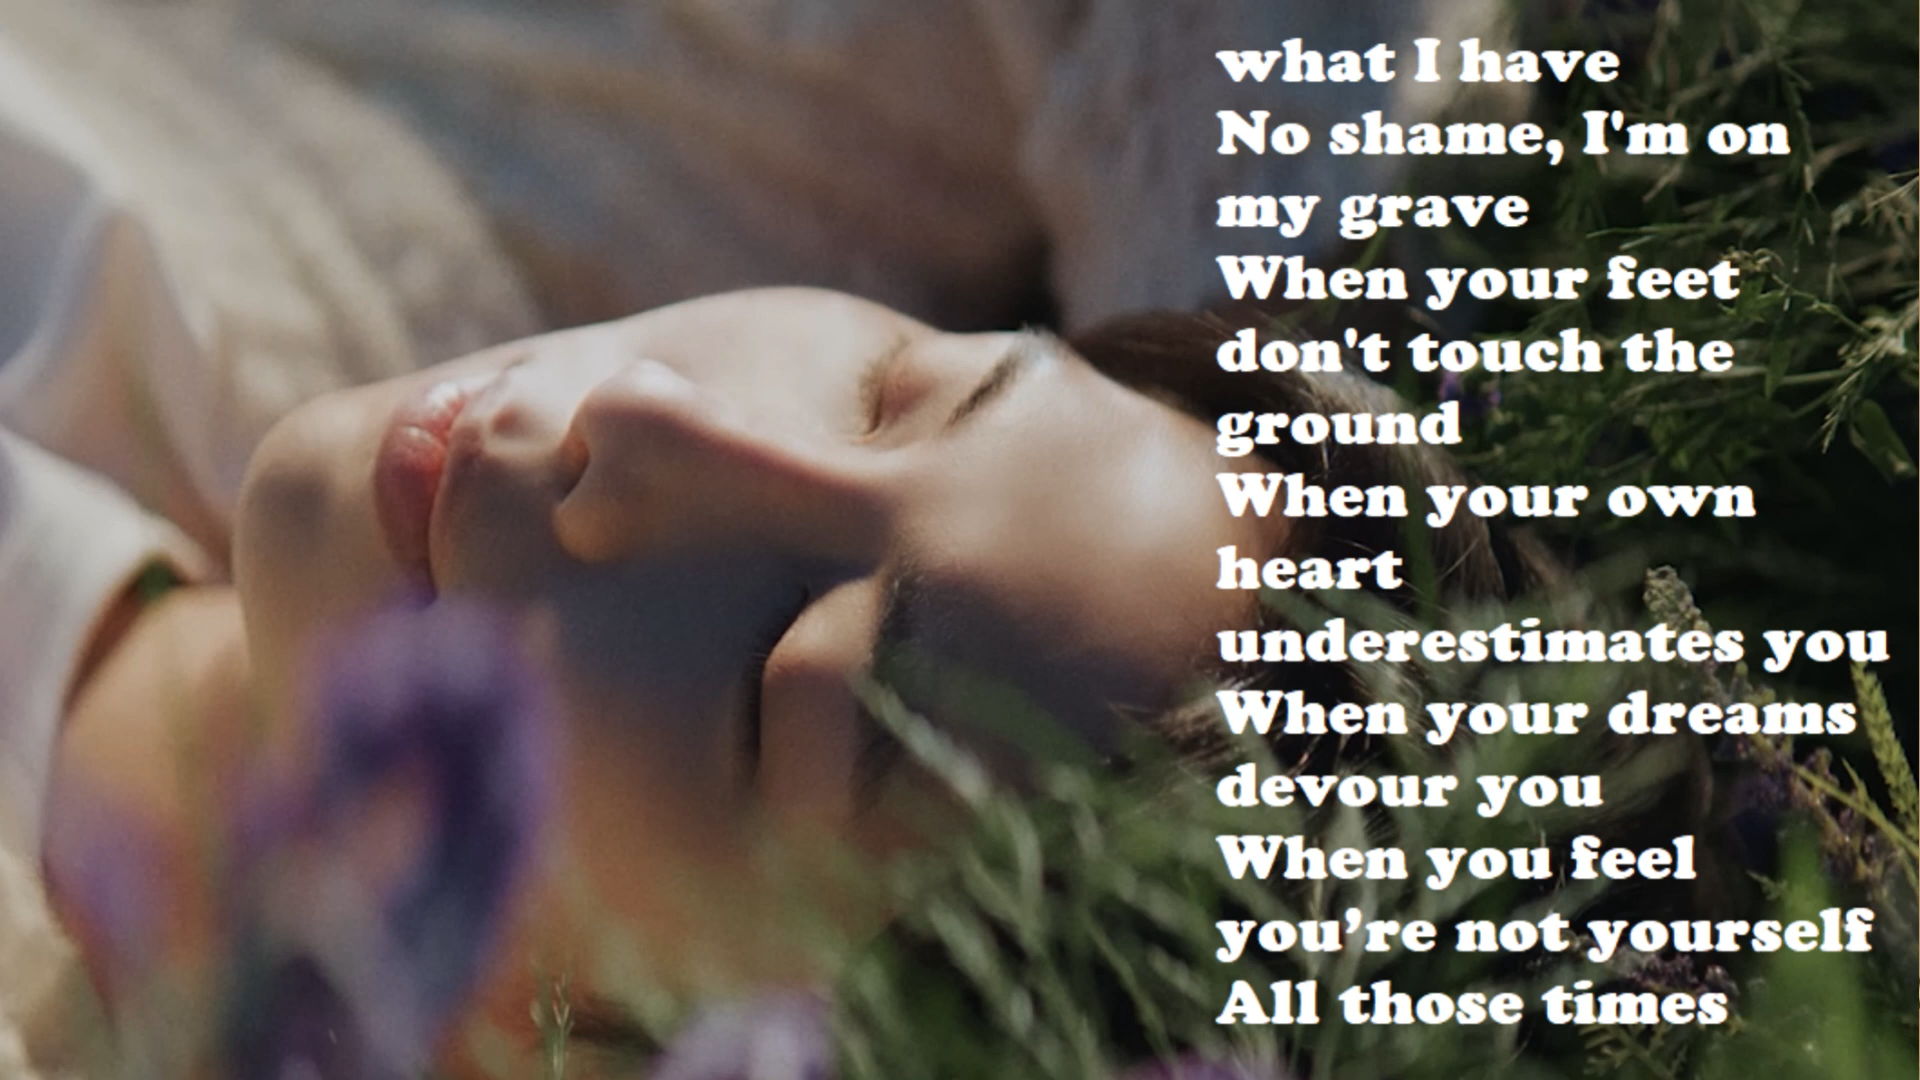 what I have
No shame, I'm on
my grave
When your feet
don't touch the
ground
When your own
heart
underestimates you
When your dreams
devour you
When you feel
you’re not yourself
All those times